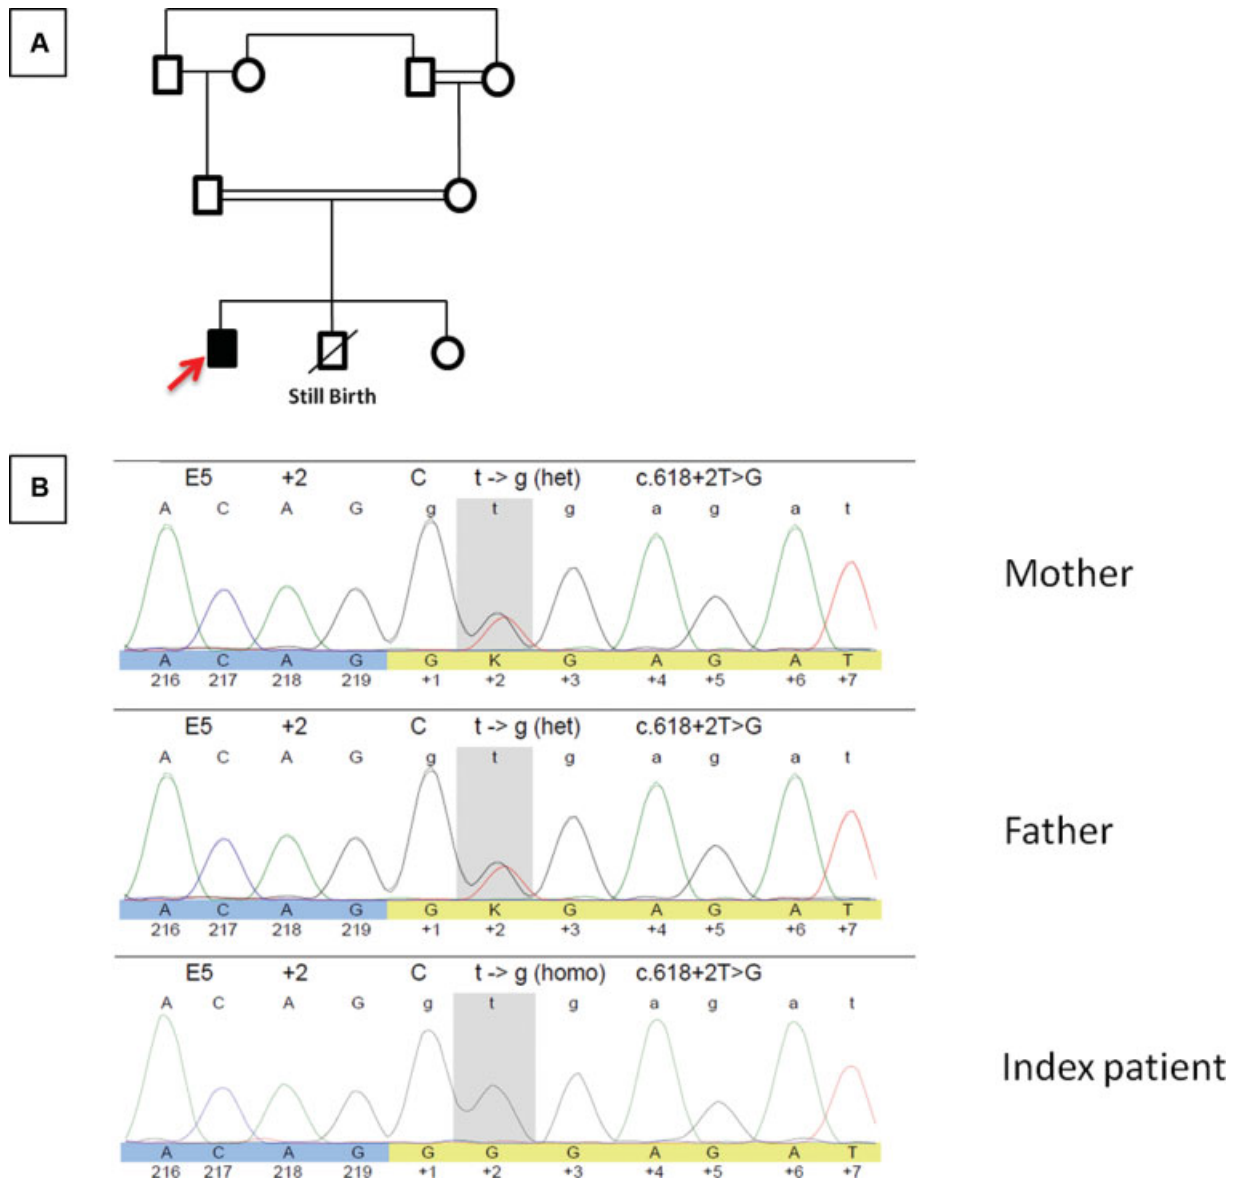 A
Still Birth
B
E5 +2 C t -> g (het) c.618+2T>G
A C A G g t g a g a t
A C A G G K G A G A T
216 217 218 219 +1 +2 +3 +4 +5 +6 +7
Mother
E5 +2 C t -> g (het) c.618+2T>G
A C A G g t g a g a t
A C A G G K G A G A T
216 217 218 219 +1 +2 +3 +4 +5 +6 +7
Father
E5 +2 C t -> g (homo) c.618+2T>G
A C A G g t g a g a t
A C A G G G G A G A T
216 217 218 219 +1 +2 +3 +4 +5 +6 +7
Index patient